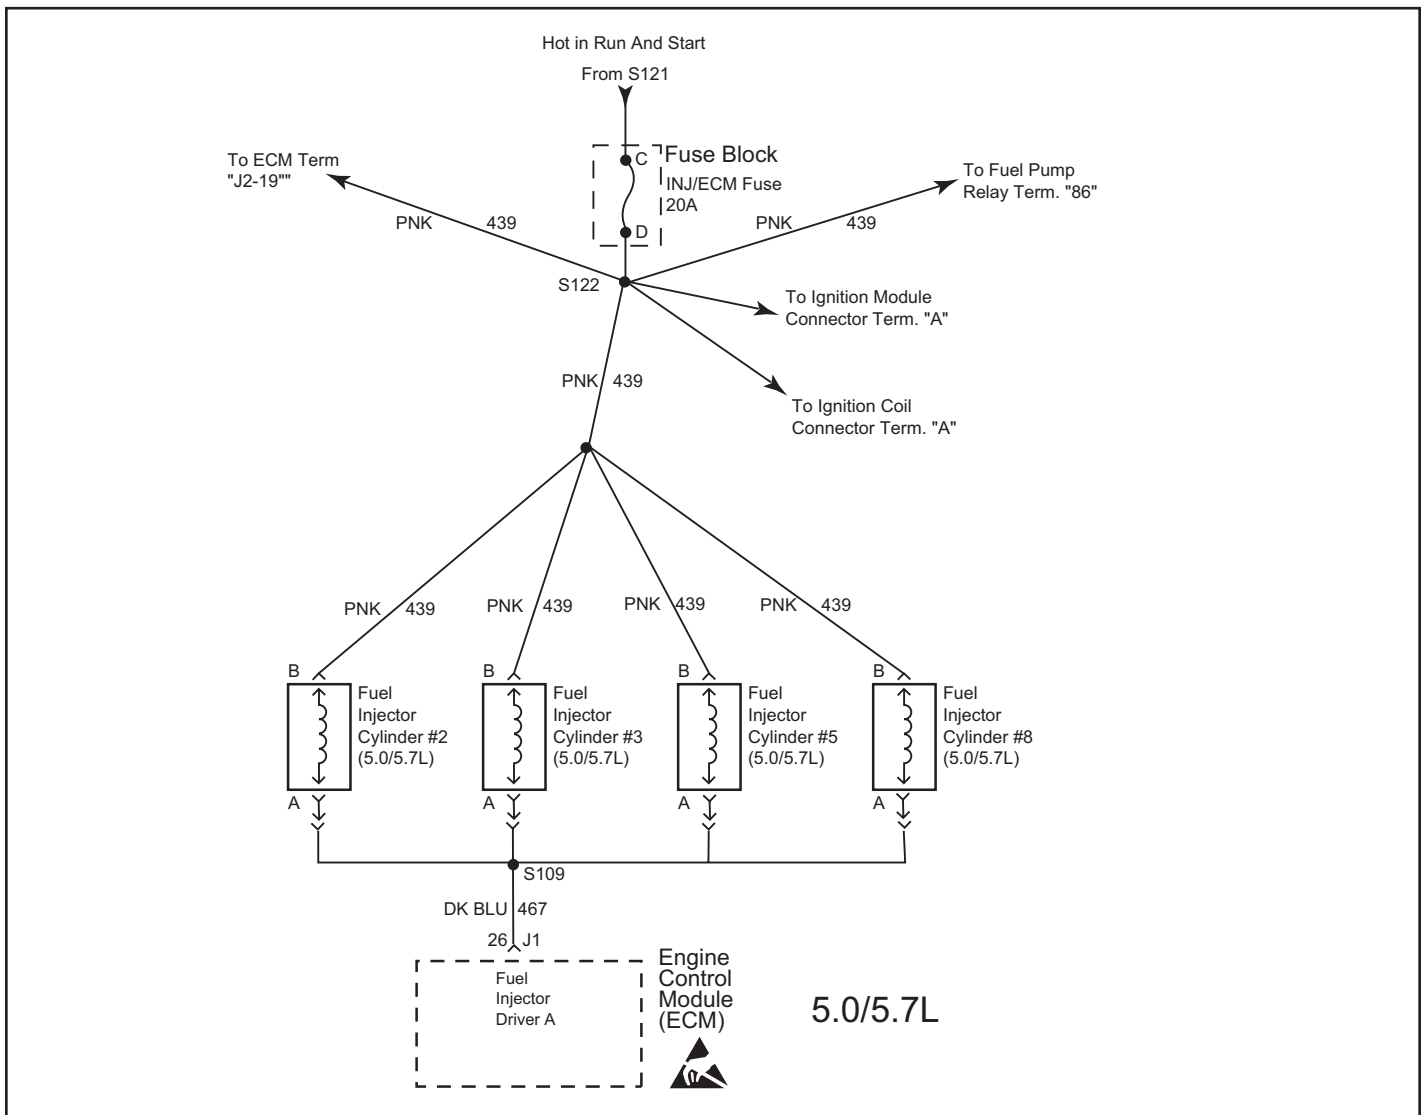 Hot in Run And Start
From S121
To ECM Term
"J2-19""
C
Fuse Block
INJ/ECM Fuse
20A
D
To Fuel Pump
Relay Term. "86"
PNK 439
PNK 439
S122
To Ignition Module
Connector Term. "A"
PNK 439
To Ignition Coil
Connector Term. "A"
PNK 439
PNK 439
PNK 439
PNK 439
B
Fuel
Injector
Cylinder #2
(5.0/5.7L)
A
B
Fuel
Injector
Cylinder #3
(5.0/5.7L)
A
B
Fuel
Injector
Cylinder #5
(5.0/5.7L)
A
B
Fuel
Injector
Cylinder #8
(5.0/5.7L)
A
S109
DK BLU 467
26 J1
Fuel
Injector
Driver A
Engine
Control
Module
(ECM)
5.0/5.7L